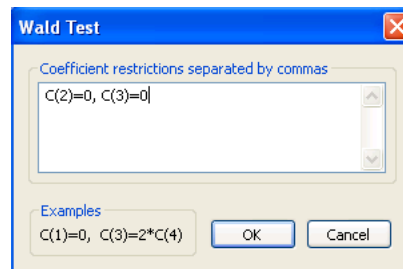 Wald Test
Coefficient restrictions separated by commas
C(2)=0, C(3)=0
Examples
C(1)=0, C(3)=2*C(4)
OK
Cancel